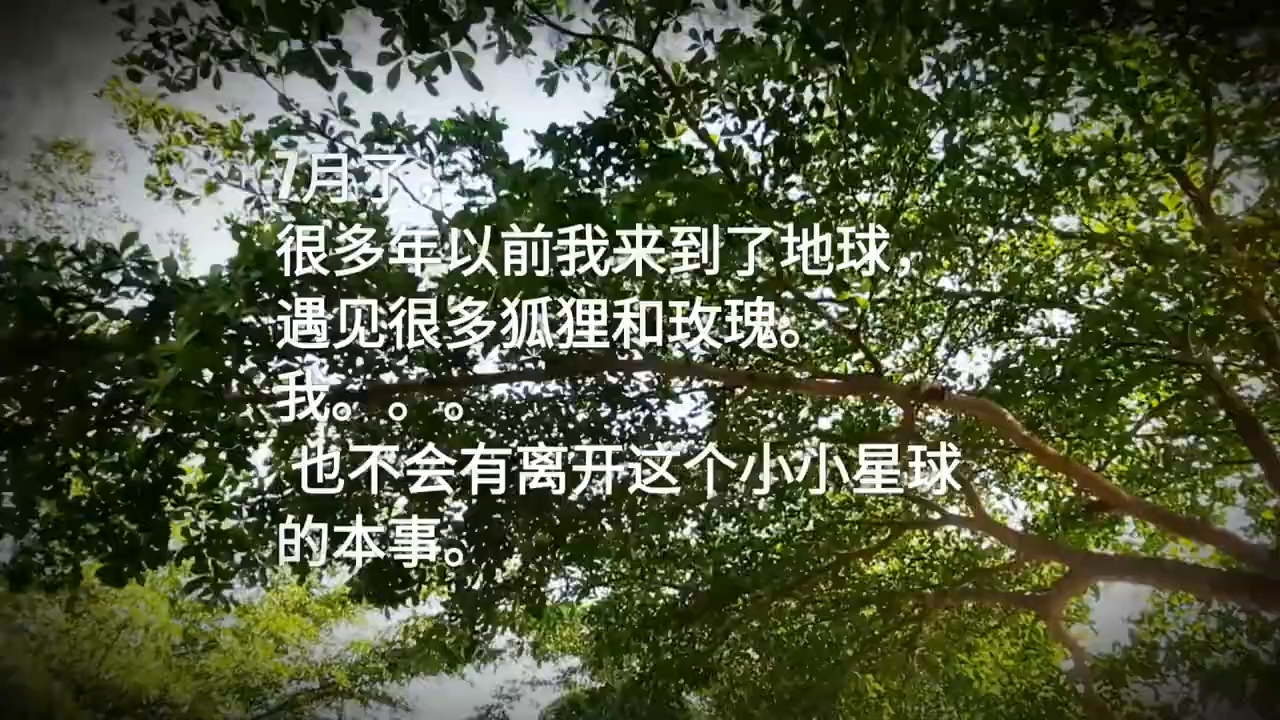 7月了，
很多年以前我来到了地球，
遇见很多狐狸和玫瑰。
我。。。
也不会有离开这个小小星球
的本事。